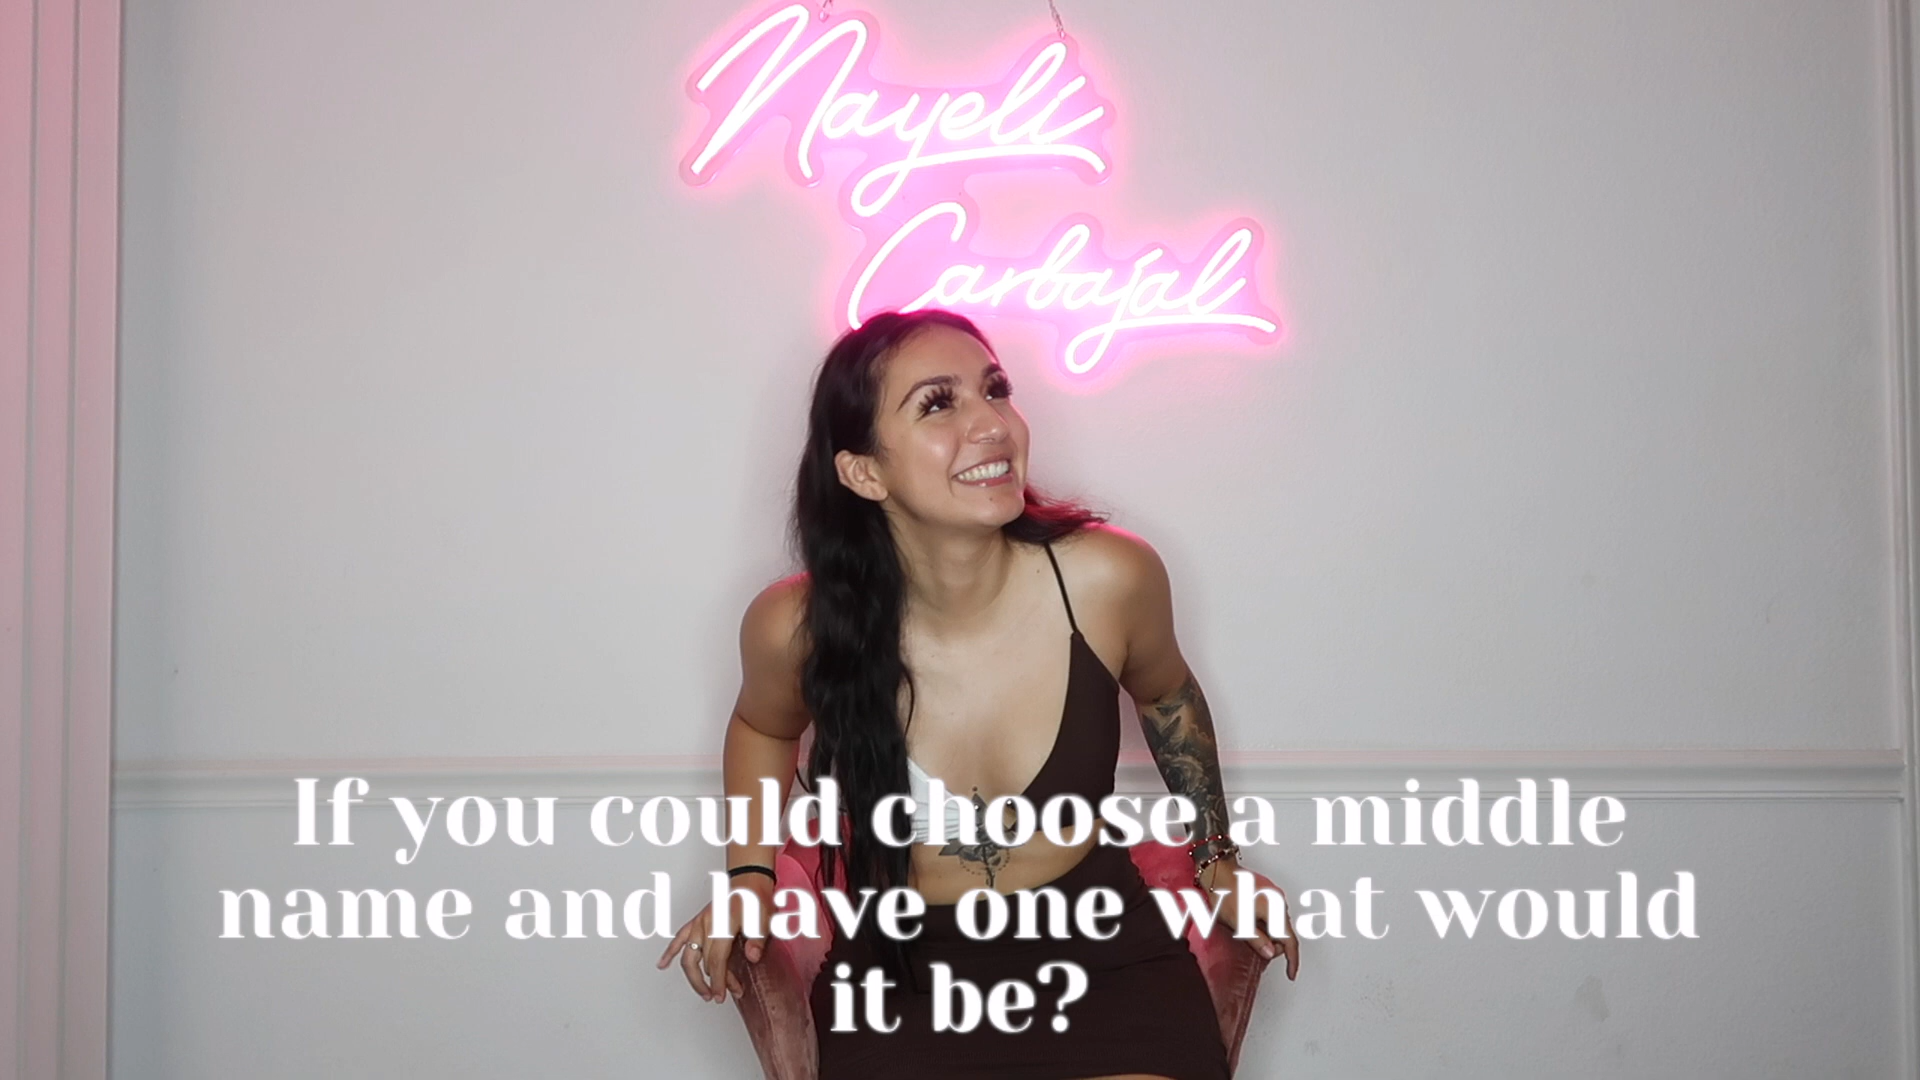 Nayeli
Carbajal
If you could choose a middle
name and have one what would
it be?